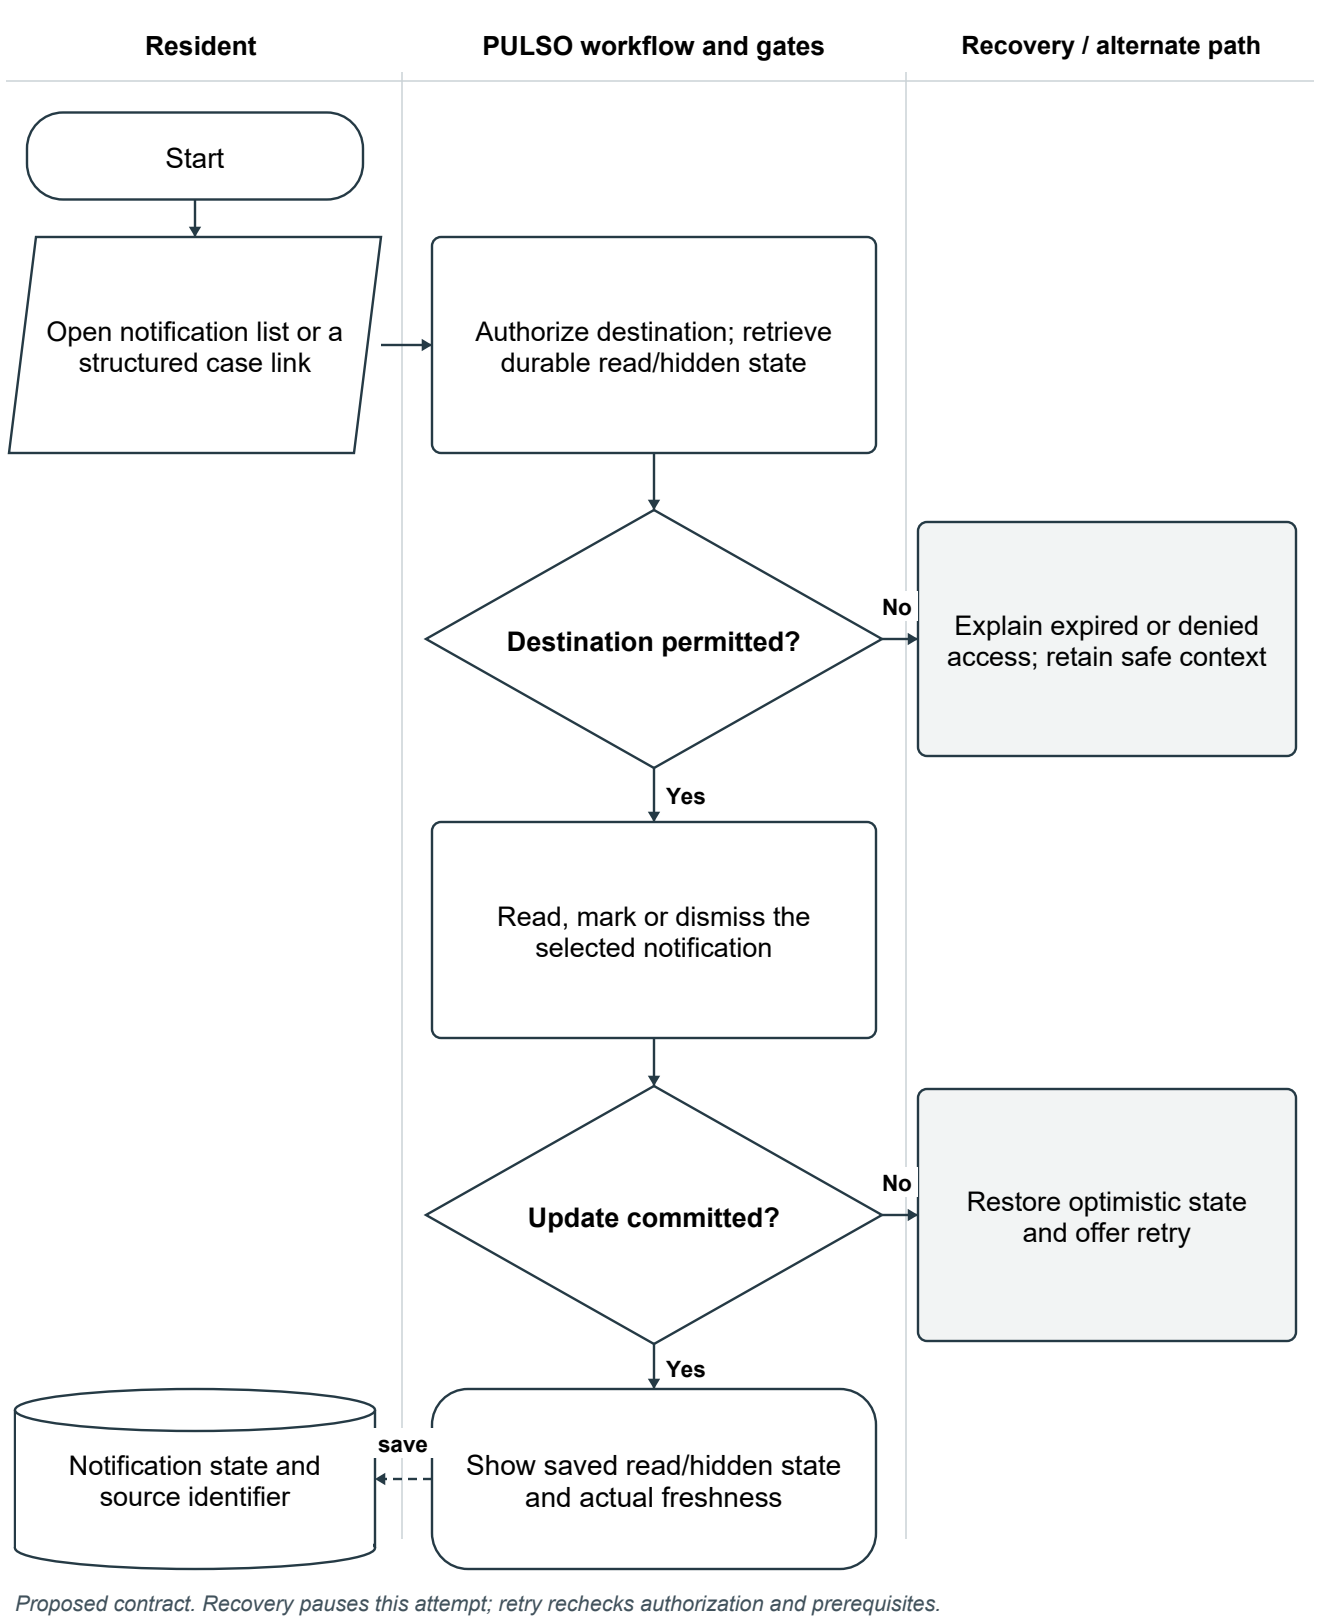 Resident
PULSO workflow and gates
Recovery / alternate path
Start
Open notification list or a
structured case link
Authorize destination; retrieve
durable read/hidden state
Destination permitted?
No
Explain expired or denied
access; retain safe context
Yes
Read, mark or dismiss the
selected notification
Update committed?
No
Restore optimistic state
and offer retry
Yes
Notification state and
source identifier
save
Show saved read/hidden state
and actual freshness
Proposed contract. Recovery pauses this attempt; retry rechecks authorization and prerequisites.